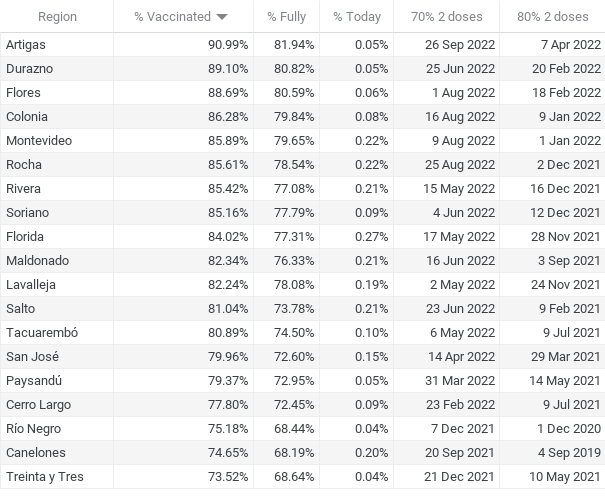 Region % Vaccinated % Fully % Today 70% 2 doses 80% 2 doses
Artigas 90.99% 81.94% 0.05% 26 Sep 2022 7 Apr 2022
Durazno 89.10% 80.82% 0.05% 25 Jun 2022 20 Feb 2022
Flores 88.69% 80.59% 0.06% 1 Aug 2022 18 Feb 2022
Colonia 86.28% 79.84% 0.08% 16 Aug 2022 9 Jan 2022
Montevideo 85.89% 79.65% 0.22% 9 Aug 2022 1 Jan 2022
Rocha 85.61% 78.54% 0.22% 25 Aug 2022 2 Dec 2021
Rivera 85.42% 77.08% 0.21% 15 May 2022 16 Dec 2021
Soriano 85.16% 77.79% 0.09% 4 Jun 2022 12 Dec 2021
Florida 84.02% 77.31% 0.27% 17 May 2022 28 Nov 2021
Maldonado 82.34% 76.33% 0.21% 16 Jun 2022 3 Sep 2021
Lavalleja 82.24% 78.08% 0.19% 2 May 2022 24 Nov 2021
Salto 81.04% 73.78% 0.21% 23 Jun 2022 9 Feb 2021
Tacuarembó 80.89% 74.50% 0.10% 6 May 2022 9 Jul 2021
San José 79.96% 72.60% 0.15% 14 Apr 2022 29 Mar 2021
Paysandú 79.37% 72.95% 0.05% 31 Mar 2022 14 May 2021
Cerro Largo 77.80% 72.45% 0.09% 23 Feb 2022 9 Jul 2021
Río Negro 75.18% 68.44% 0.04% 7 Dec 2021 1 Dec 2020
Canelones 74.65% 68.19% 0.20% 20 Sep 2021 4 Sep 2019
Treinta y Tres 73.52% 68.64% 0.04% 21 Dec 2021 10 May 2021